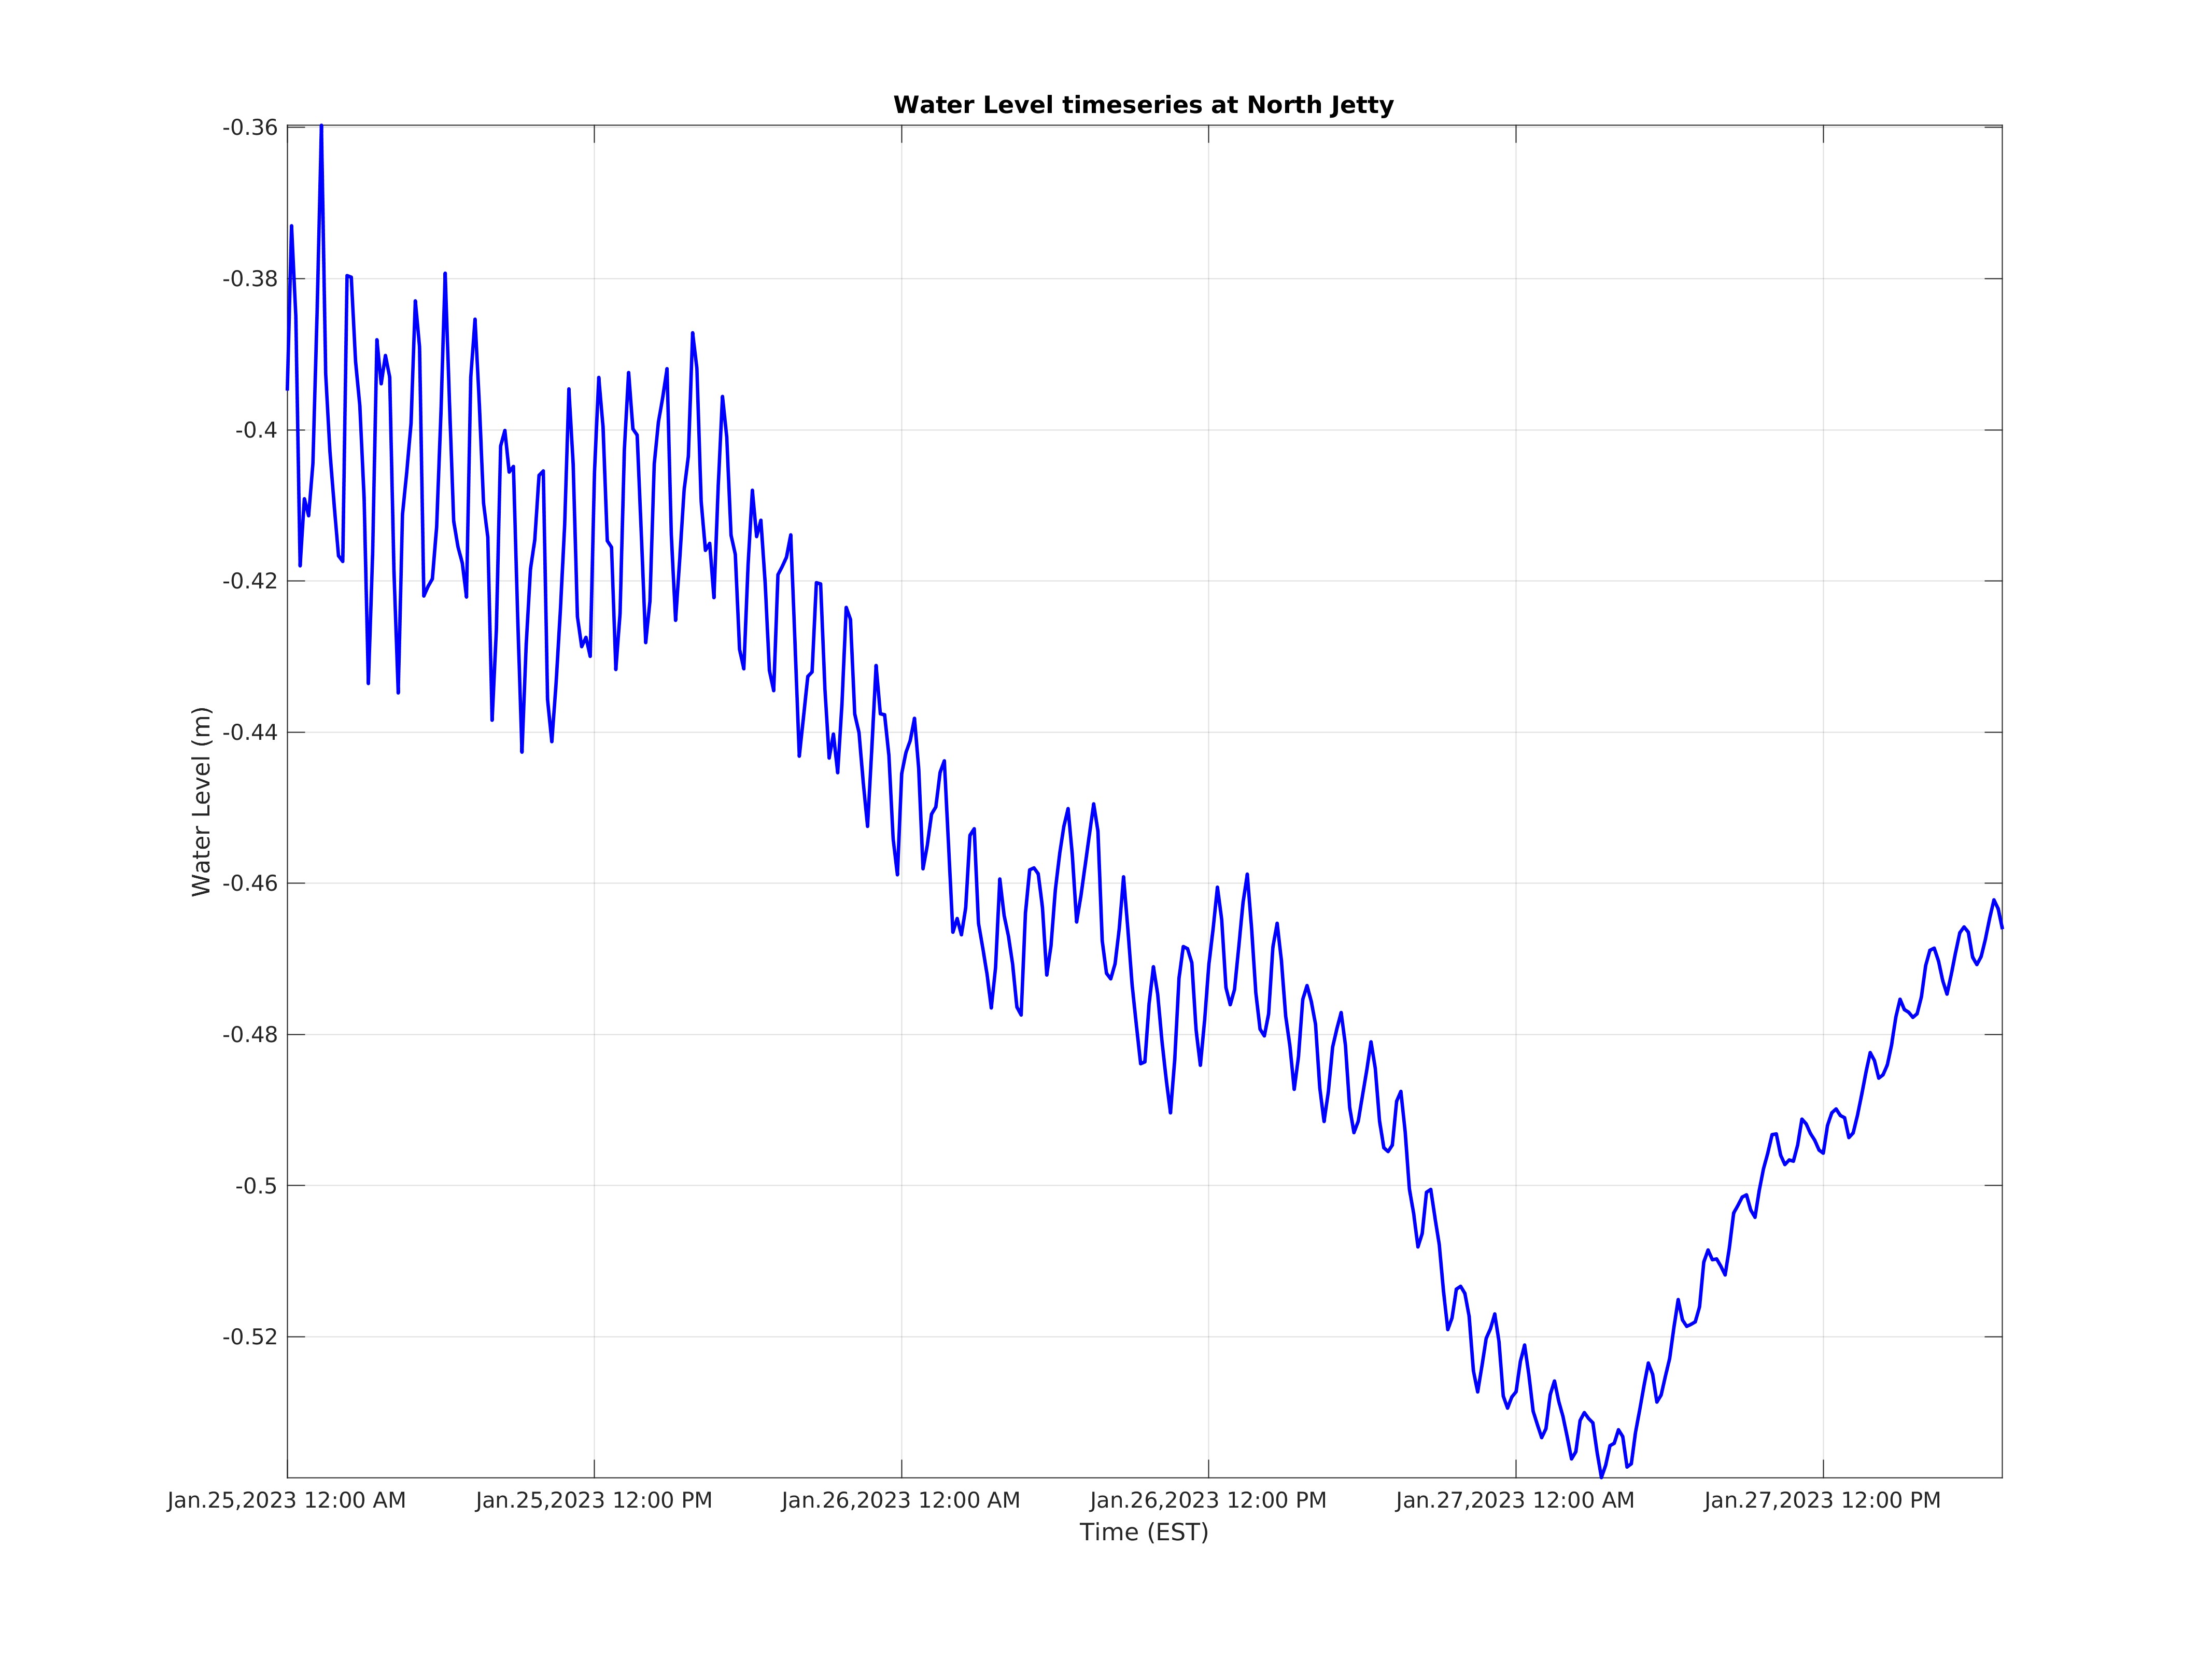 Water Level timeseries at North Jetty
-0.36
-0.38
-0.4
-0.42
-0.44
-0.46
-0.48
-0.5
-0.52
Water Level (m)
Jan.25,2023 12:00 AM
Jan.25,2023 12:00 PM
Jan.26,2023 12:00 AM
Jan.26,2023 12:00 PM
Jan.27,2023 12:00 AM
Jan.27,2023 12:00 PM
Time (EST)